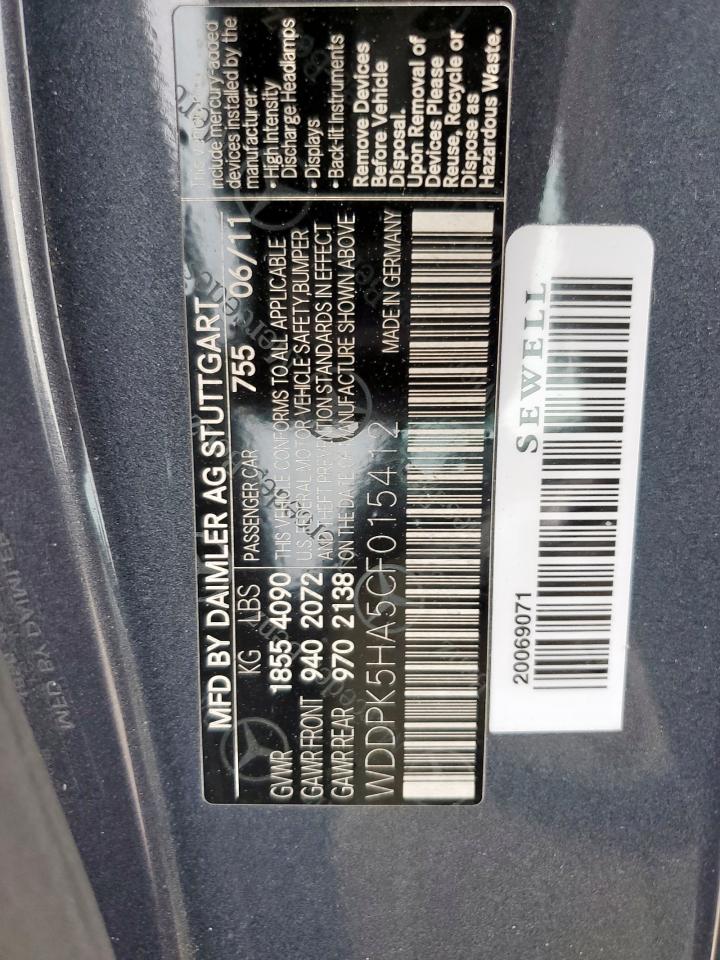 MFD BY DAIMLER AG STUTTGART
KG LBS PASSENGER CAR 755 06/11
GVWR 1855 4090 THIS VEHICLE CONFORMS TO ALL APPLICABLE
U.S. FEDERAL MOTOR VEHICLE SAFETY BUMPER
GAWR FRONT 940 2072 AND THEFT PREVENTION STANDARDS IN EFFECT
GAWR REAR 970 2138 ON THE DATE OF MANUFACTURE SHOWN ABOVE
WDDPK5HA5CF015412 MADE IN GERMANY
This vehicle may
include mercury-added
devices installed by the
manufacturer:
• High intensity
Discharge Headlamps
• Displays
• Back-lit Instruments
Remove Devices
Before Vehicle
Disposal.
Upon Removal of
Devices Please
Reuse, Recycle or
Dispose as
Hazardous Waste.
SEWELL
20069071